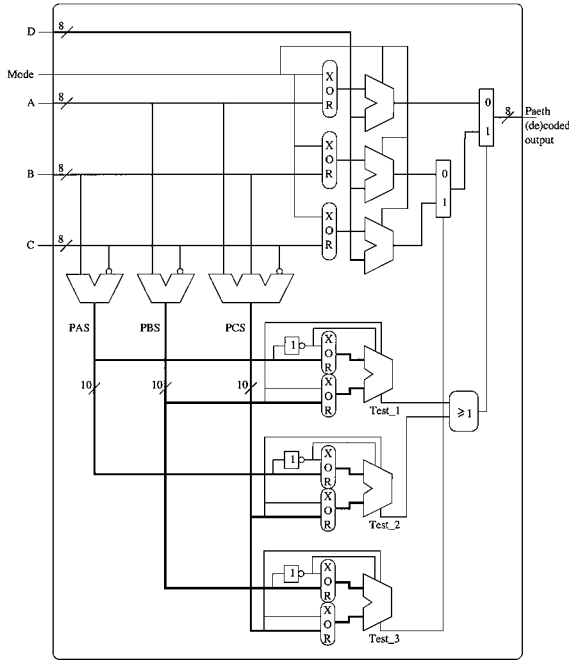 D
8
Mode
A
8
B
8
C
8
X
O
R
X
O
R
X
O
R
0
1
0
1
8
Paeth
(de)coded
output
PAS
PBS
PCS
10
10
10
1
X
O
R
X
O
R
Test_1
≥1
1
X
O
R
X
O
R
Test_2
1
X
O
R
X
O
R
Test_3